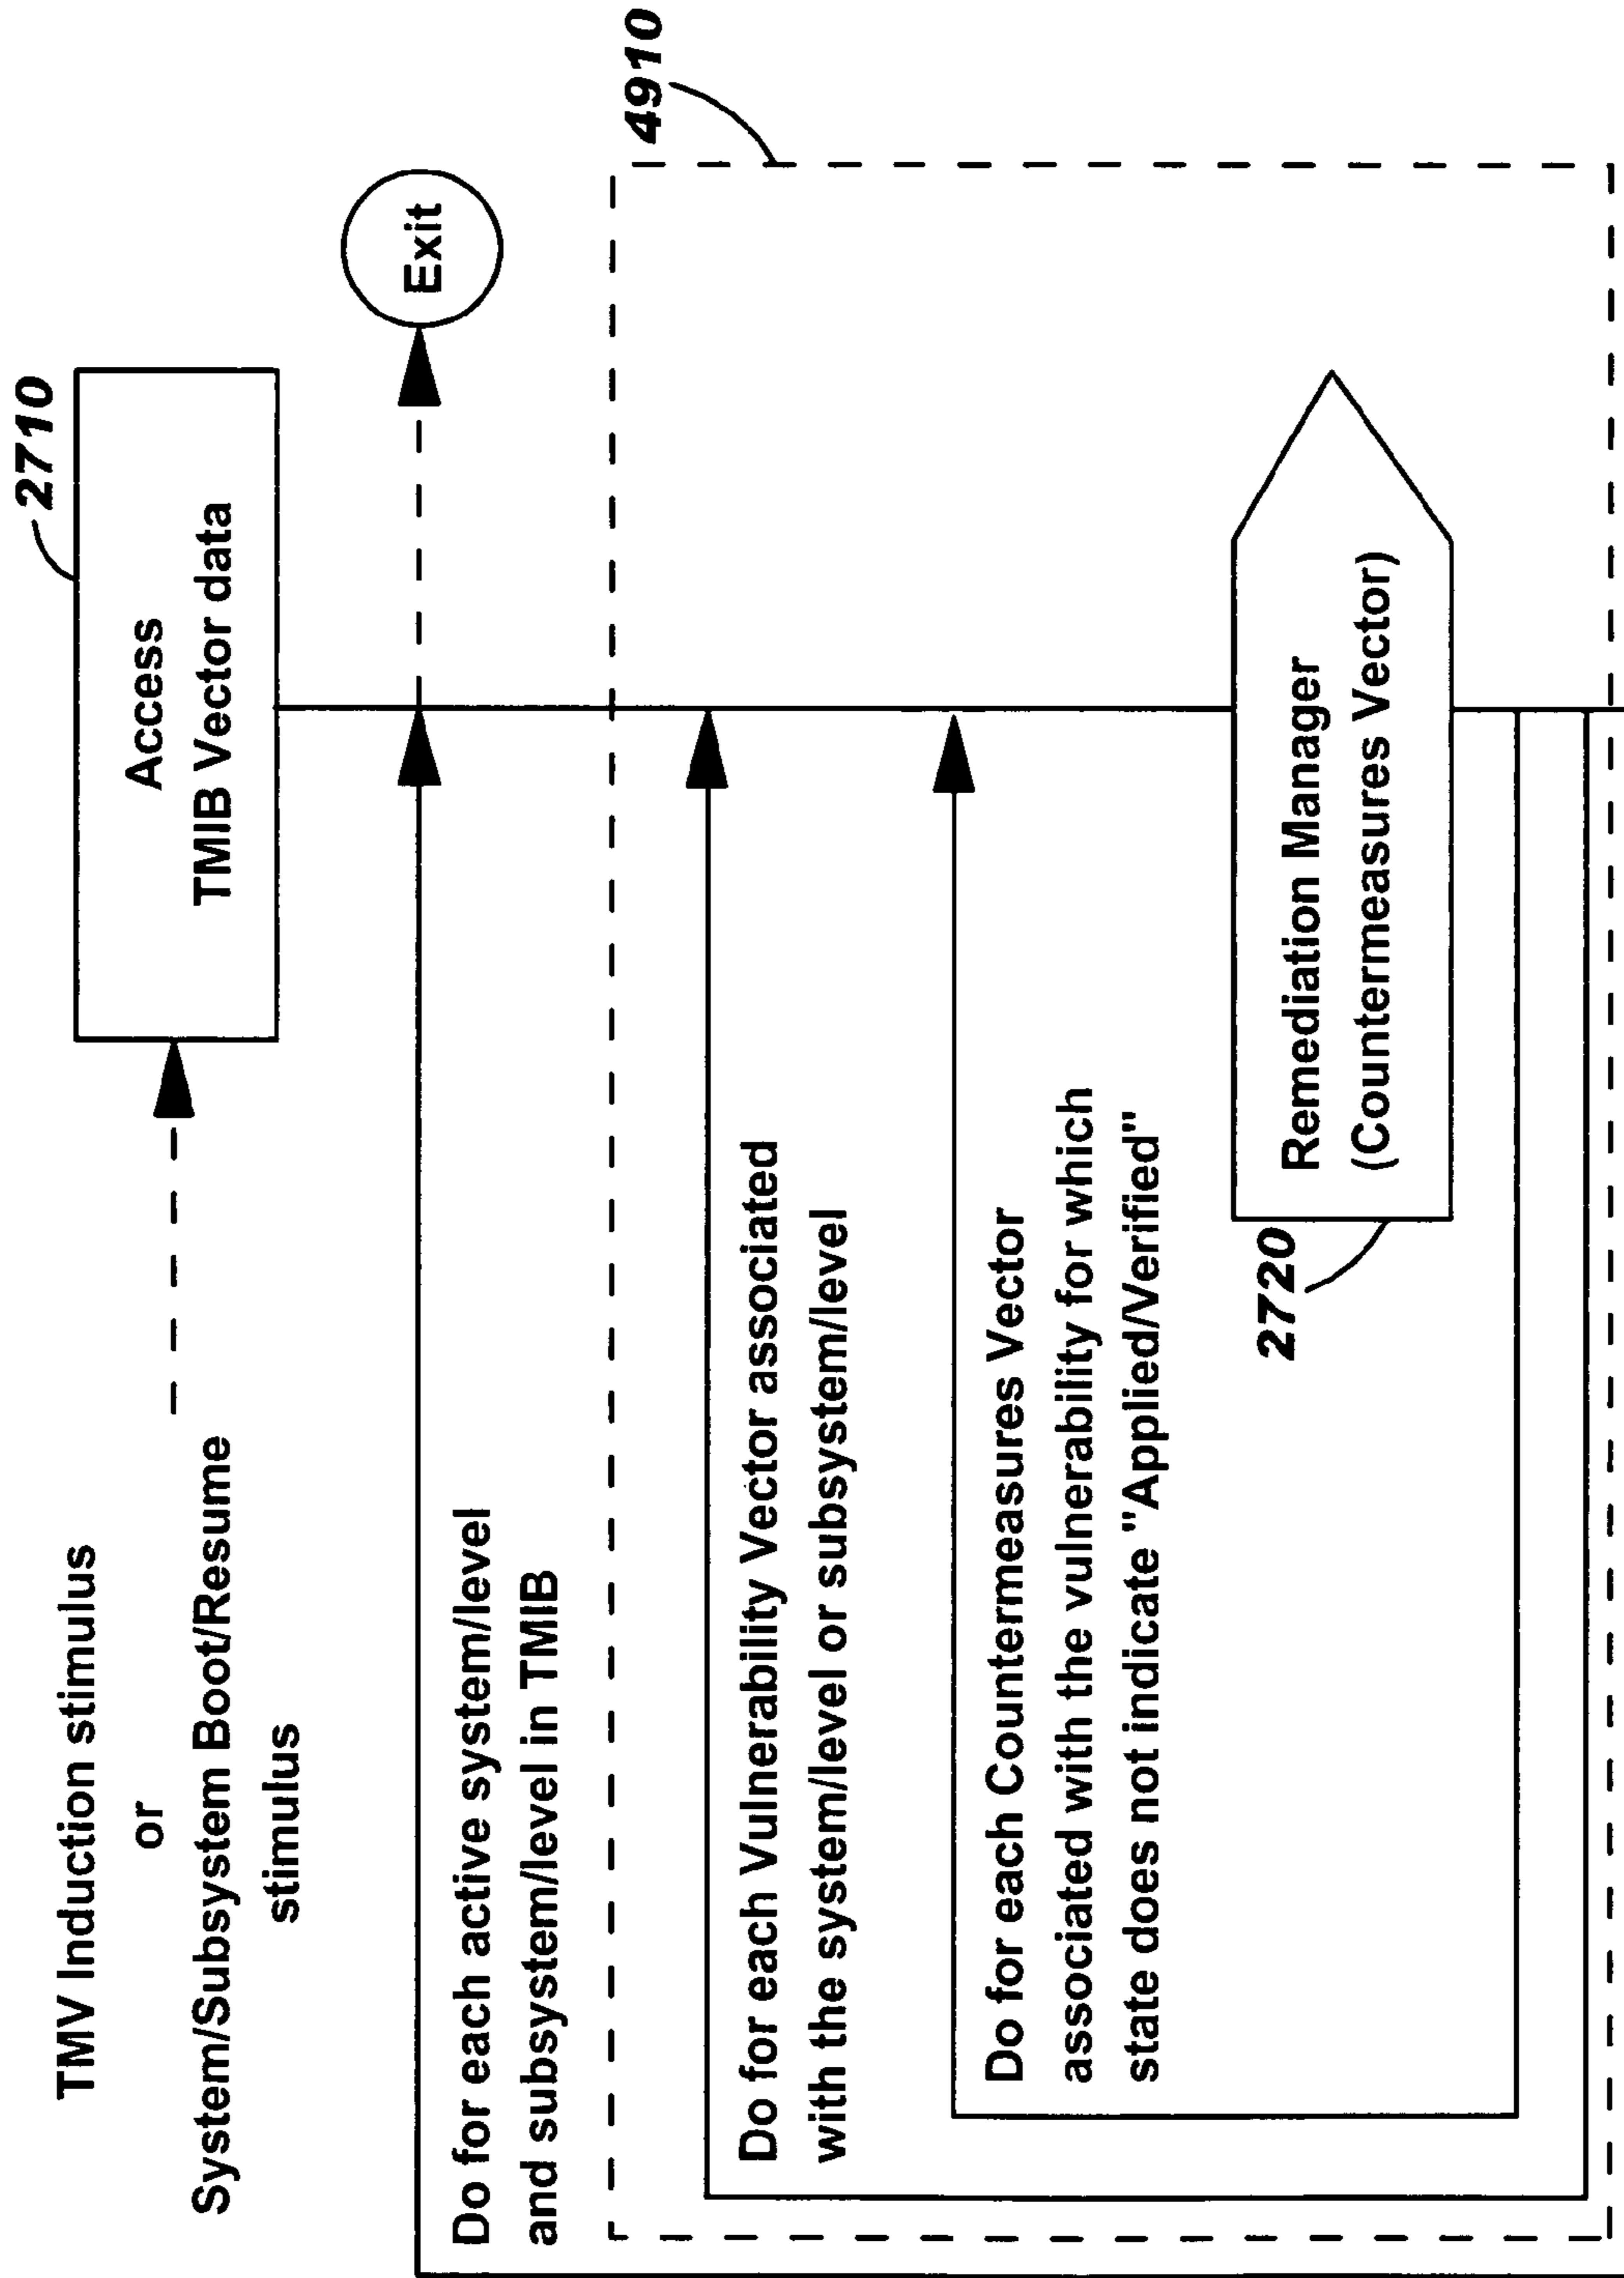 TMV Induction stimulus
or
System/Subsystem Boot/Resume
stimulus
2710
Access
TMIB Vector data
Exit
Do for each active system/level
and subsystem/level in TMIB
4910
Do for each Vulnerability Vector associated
with the system/level or subsystem/level
Do for each Countermeasures Vector
associated with the vulnerability for which
state does not indicate "Applied/Verified"
2720
Remediation Manager
(Countermeasures Vector)